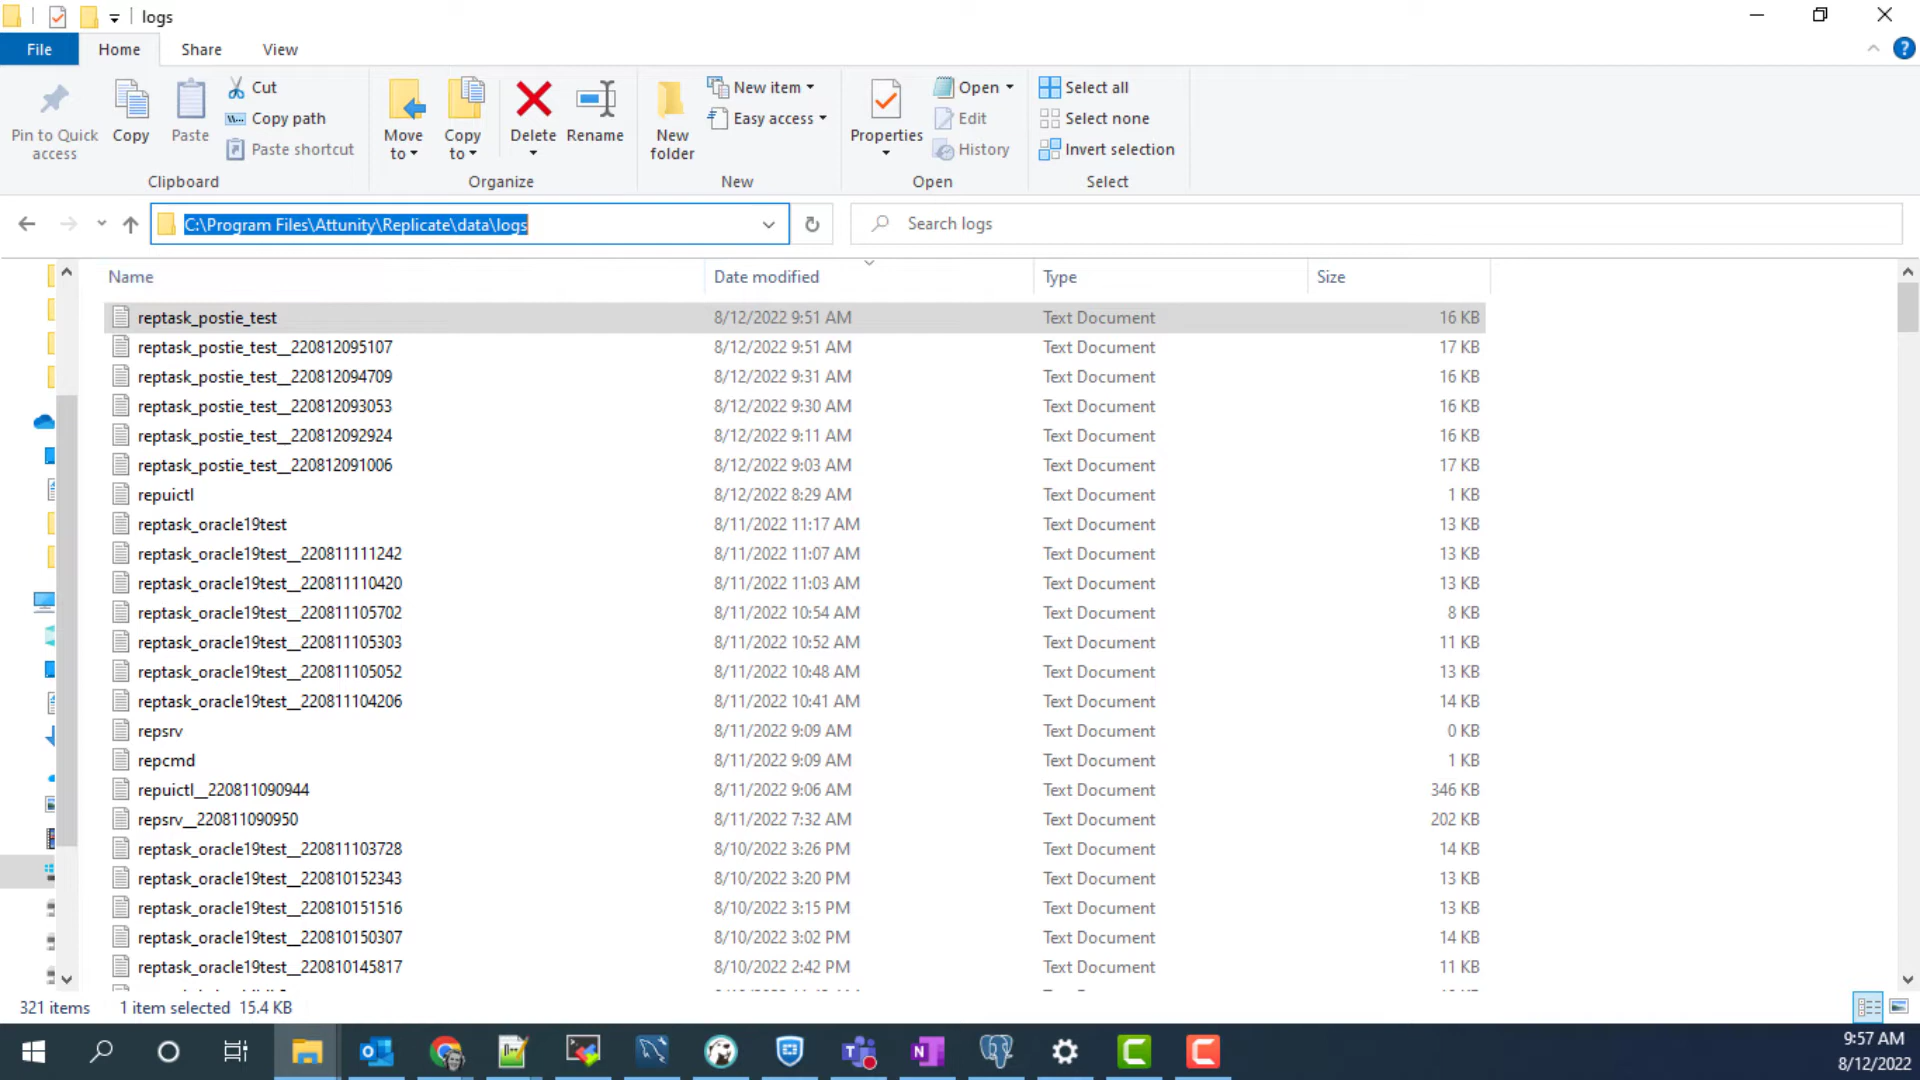 logs
File Home Share View
Pin to Quick access
Copy
Paste
Cut
Copy path
Paste shortcut
Clipboard
Move to
Copy to
Delete
Rename
Organize
New folder
New item
Easy access
New
Properties
Open
Edit
History
Open
Select all
Select none
Invert selection
Select
C:\Program Files\Attunity\Replicate\data\logs
Search logs
Name Date modified Type Size
reptask_postie_test 8/12/2022 9:51 AM Text Document 16 KB
reptask_postie_test__220812095107 8/12/2022 9:51 AM Text Document 17 KB
reptask_postie_test__220812094709 8/12/2022 9:31 AM Text Document 16 KB
reptask_postie_test__220812093053 8/12/2022 9:30 AM Text Document 16 KB
reptask_postie_test__220812092924 8/12/2022 9:11 AM Text Document 16 KB
reptask_postie_test__220812091006 8/12/2022 9:03 AM Text Document 17 KB
repuictl 8/12/2022 8:29 AM Text Document 1 KB
reptask_oracle19test 8/11/2022 11:17 AM Text Document 13 KB
reptask_oracle19test__220811111242 8/11/2022 11:07 AM Text Document 13 KB
reptask_oracle19test__220811110420 8/11/2022 11:03 AM Text Document 13 KB
reptask_oracle19test__220811105702 8/11/2022 10:54 AM Text Document 8 KB
reptask_oracle19test__220811105303 8/11/2022 10:52 AM Text Document 11 KB
reptask_oracle19test__220811105052 8/11/2022 10:48 AM Text Document 13 KB
reptask_oracle19test__220811104206 8/11/2022 10:41 AM Text Document 14 KB
repsrv 8/11/2022 9:09 AM Text Document 0 KB
repcmd 8/11/2022 9:09 AM Text Document 1 KB
repuictl__220811090944 8/11/2022 9:06 AM Text Document 346 KB
repsrv__220811090950 8/11/2022 7:32 AM Text Document 202 KB
reptask_oracle19test__220811103728 8/10/2022 3:26 PM Text Document 14 KB
reptask_oracle19test__220810152343 8/10/2022 3:20 PM Text Document 13 KB
reptask_oracle19test__220810151516 8/10/2022 3:15 PM Text Document 13 KB
reptask_oracle19test__220810150307 8/10/2022 3:02 PM Text Document 14 KB
reptask_oracle19test__220810145817 8/10/2022 2:42 PM Text Document 11 KB
321 items 1 item selected 15.4 KB
9:57 AM
8/12/2022